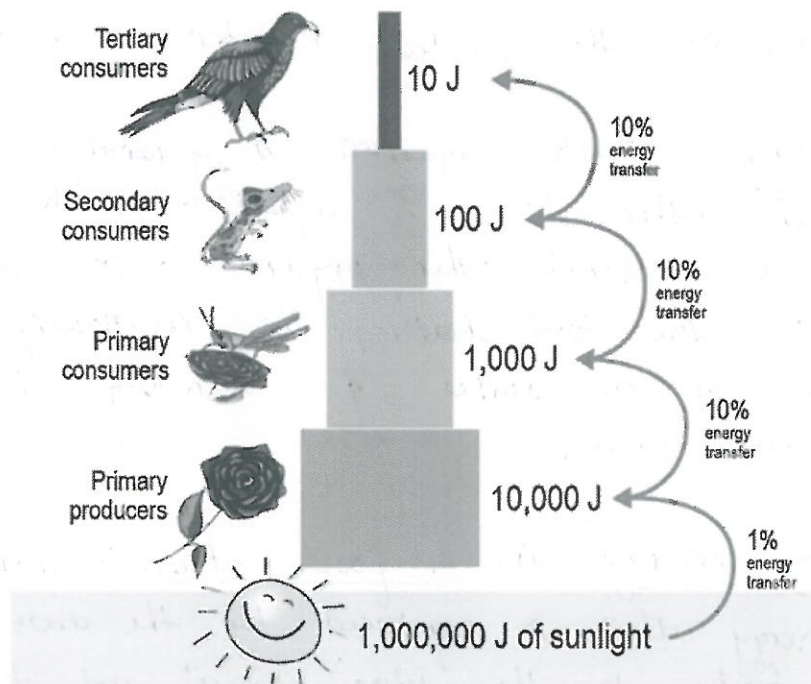 Tertiary
consumers
10 J
10%
energy
transfer
Secondary
consumers
100 J
10%
energy
transfer
Primary
consumers
1,000 J
10%
energy
transfer
Primary
producers
10,000 J
1%
energy
transfer
1,000,000 J of sunlight